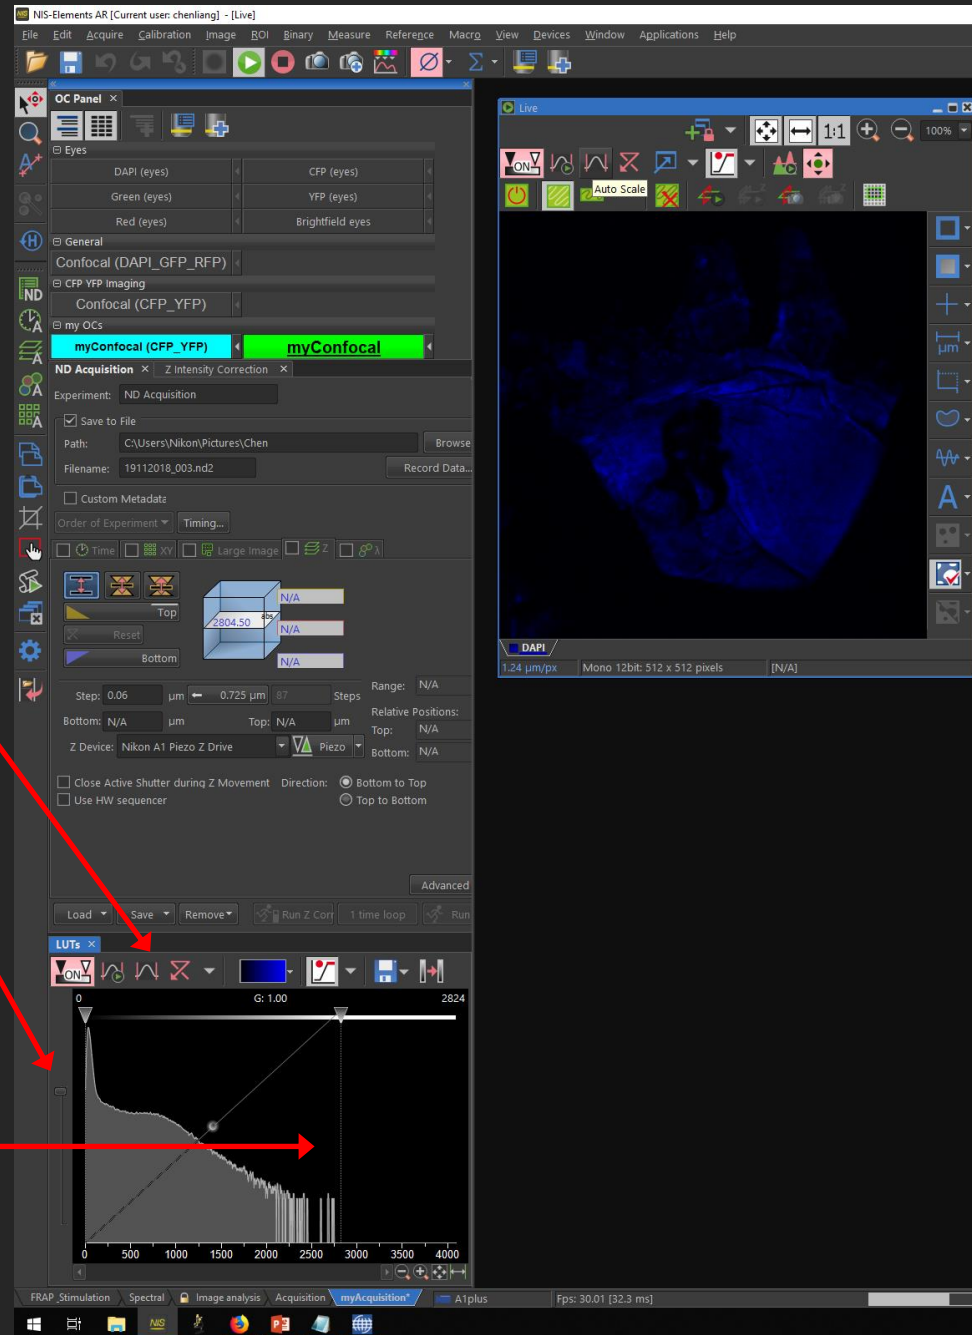 NIS-Elements AR [Current user: chenliang] - [Live]
File Edit Acquire Calibration Image ROI Binary Measure Reference Macro View Devices Window Applications Help
OC Panel
Eyes
DAPI (eyes) CFP (eyes)
Green (eyes) YFP (eyes)
Red (eyes) Brightfield eyes
General
Confocal (DAPI_GFP_RFP)
CFP YFP Imaging
Confocal (CFP_YFP)
my OCs
myConfocal (CFP_YFP) myConfocal
ND Acquisition Z Intensity Correction
Experiment: ND Acquisition
Save to File
Path: C:\Users\Nikon\Pictures\Chen Browse
Filename: 19112018_003.nd2 Record Data...
Custom Metadata
Order of Experiment Timing...
Time XY Large Image Z λ
Top
Reset
Bottom
2804.50 abs
N/A
N/A
N/A
Step: 0.06 µm 0.725 µm 87 Steps
Range: N/A
Bottom: N/A µm Top: N/A µm
Relative Positions:
Top: N/A
Bottom: N/A
Z Device: Nikon A1 Piezo Z Drive Piezo
Close Active Shutter during Z Movement Direction: Bottom to Top
Use HW sequencer Top to Bottom
Advanced
Load Save Remove Run Z Corr 1 time loop Run
LUTs
ON
0 G: 1.00 2824
0 500 1000 1500 2000 2500 3000 3500 4000
Live
1:1 100%
ON
Auto Scale
µm
A
DAPI
1.24 µm/px Mono 12bit: 512 x 512 pixels [N/A]
ND
A
A
A
A
H
FRAP_Stimulation Spectral Image analysis Acquisition myAcquisition* A1plus Fps: 30.01 [32.3 ms]
NIS